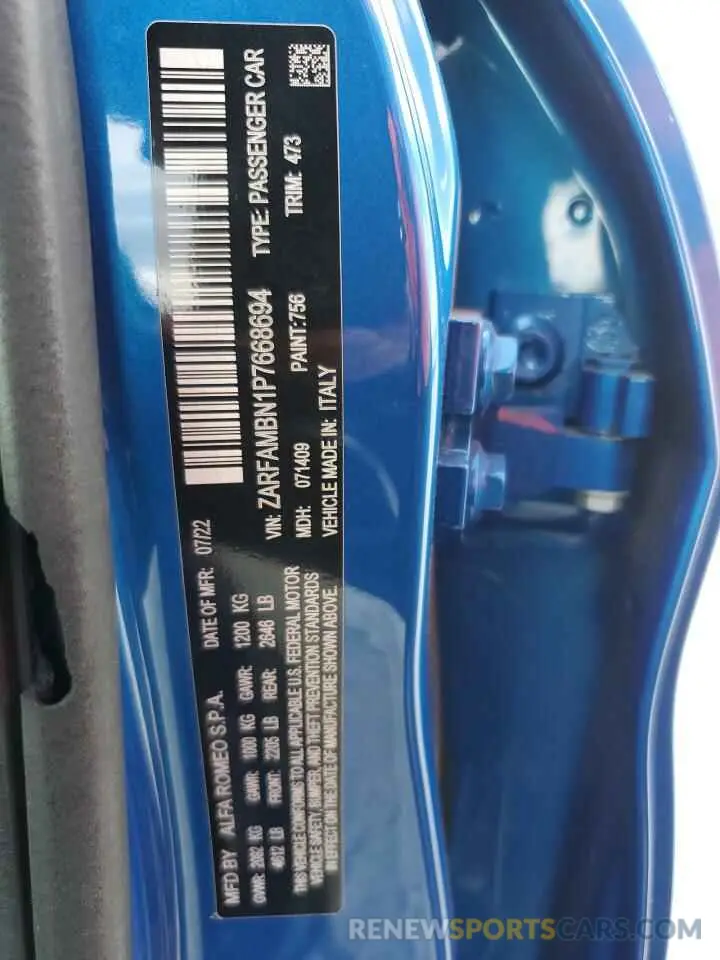 MFD BY ALFA ROMEO S.P.A. DATE OF MFR: 07/22
GVWR: 2092 KG GAWR: 1000 KG GAWR: 1200 KG
4612 LB FRONT: 2205 LB REAR: 2646 LB
THIS VEHICLE CONFORMS TO ALL APPLICABLE U.S. FEDERAL MOTOR
VEHICLE SAFETY, BUMPER, AND THEFT PREVENTION STANDARDS
IN EFFECT ON THE DATE OF MANUFACTURE SHOWN ABOVE.
VIN: ZARFAMBN1P7668694 TYPE: PASSENGER CAR
MDH: 071409 PAINT:756 TRIM: 473
VEHICLE MADE IN: ITALY
RENEWSPORTSCARS.COM